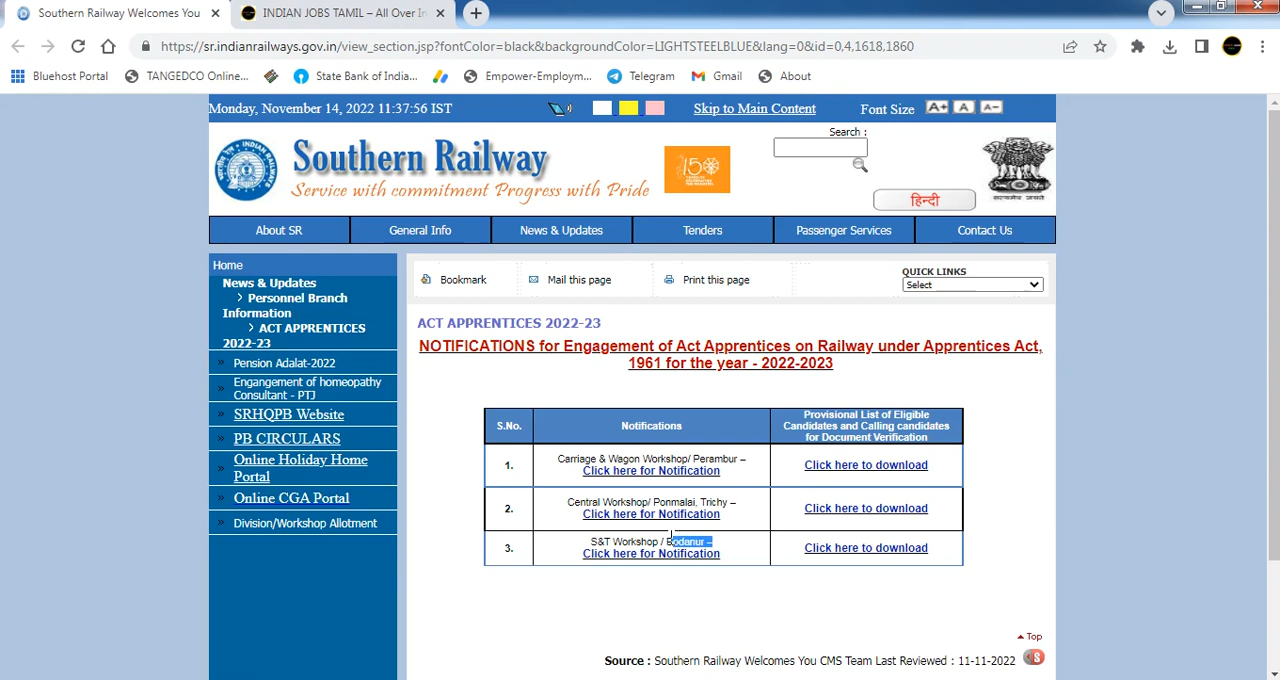 Southern Railway Welcomes You
INDIAN JOBS TAMIL – All Over In
https://sr.indianrailways.gov.in/view_section.jsp?fontColor=black&backgroundColor=LIGHTSTEELBLUE&lang=0&id=0,4,1618,1860
Bluehost Portal
TANGEDCO Online...
State Bank of India...
Empower-Employm...
Telegram
Gmail
About
Monday, November 14, 2022 11:37:56 IST
Skip to Main Content
Font Size
A+
A
A-
Southern Railway
Service with commitment Progress with Pride
150
Search :
हिन्दी
सत्यमेव जयते
About SR
General Info
News & Updates
Tenders
Passenger Services
Contact Us
Home
News & Updates
Personnel Branch
Information
ACT APPRENTICES
2022-23
Pension Adalat-2022
Engangement of homeopathy
Consultant - PTJ
SRHQPB Website
PB CIRCULARS
Online Holiday Home
Portal
Online CGA Portal
Division/Workshop Allotment
Bookmark
Mail this page
Print this page
QUICK LINKS
Select
ACT APPRENTICES 2022-23
NOTIFICATIONS for Engagement of Act Apprentices on Railway under Apprentices Act,
1961 for the year - 2022-2023
S.No.
Notifications
Provisional List of Eligible
Candidates and Calling candidates
for Document Verification
1.
Carriage & Wagon Workshop/ Perambur –
Click here for Notification
Click here to download
2.
Central Workshop/ Ponmalai, Trichy –
Click here for Notification
Click here to download
3.
S&T Workshop / Podanur –
Click here for Notification
Click here to download
Top
Source : Southern Railway Welcomes You CMS Team Last Reviewed : 11-11-2022